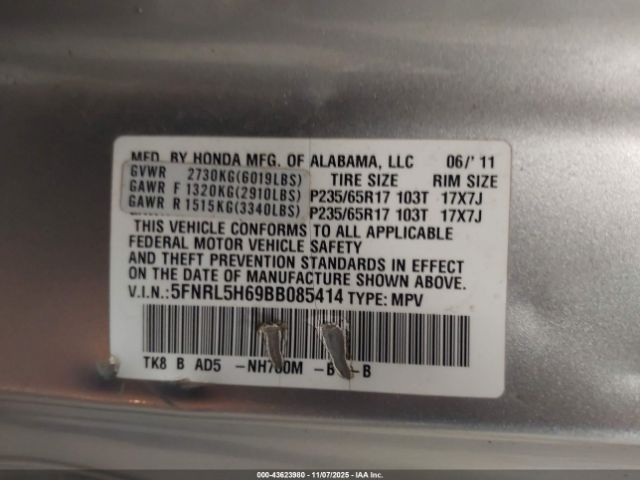 MFD. BY HONDA MFG. OF ALABAMA, LLC 06/'11
GVWR 2730KG(6019LBS) TIRE SIZE RIM SIZE
GAWR F 1320KG(2910LBS) P235/65R17 103T 17X7J
GAWR R 1515KG(3340LBS) P235/65R17 103T 17X7J
THIS VEHICLE CONFORMS TO ALL APPLICABLE
FEDERAL MOTOR VEHICLE SAFETY
AND THEFT PREVENTION STANDARDS IN EFFECT
ON THE DATE OF MANUFACTURE SHOWN ABOVE.
V.I.N.:5FNRL5H69BB085414 TYPE: MPV
TK8 B AD5 -B
000-43623980 - 11/07/2025 - IAAI, Inc.